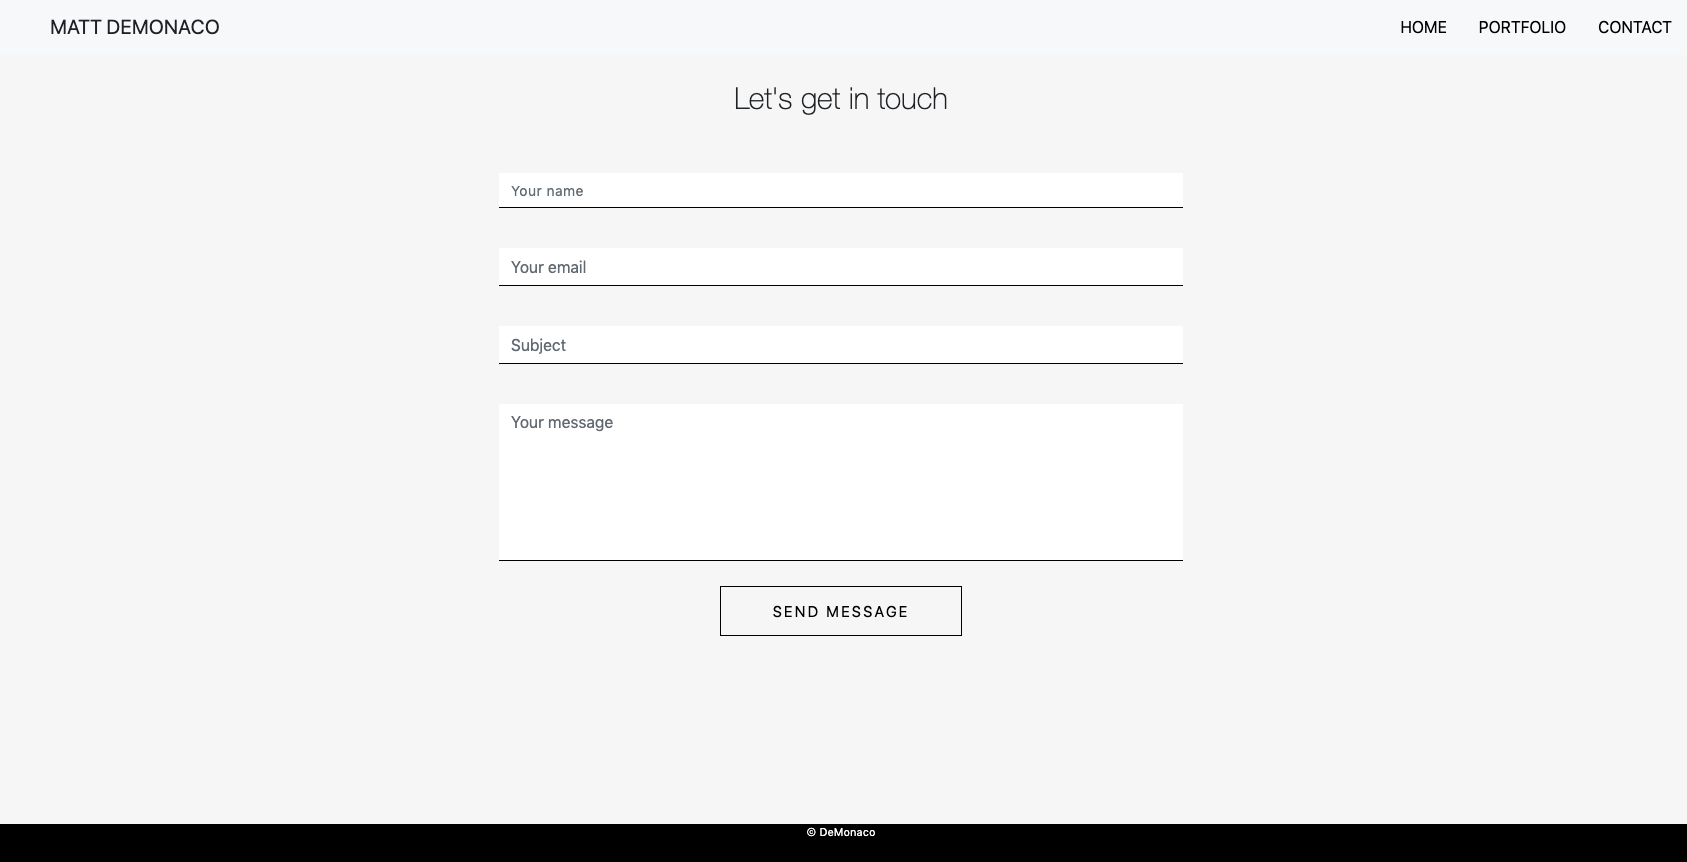 MATT DEMONACO
HOME PORTFOLIO CONTACT
Let's get in touch
Your name
Your email
Subject
Your message
SEND MESSAGE
© DeMonaco